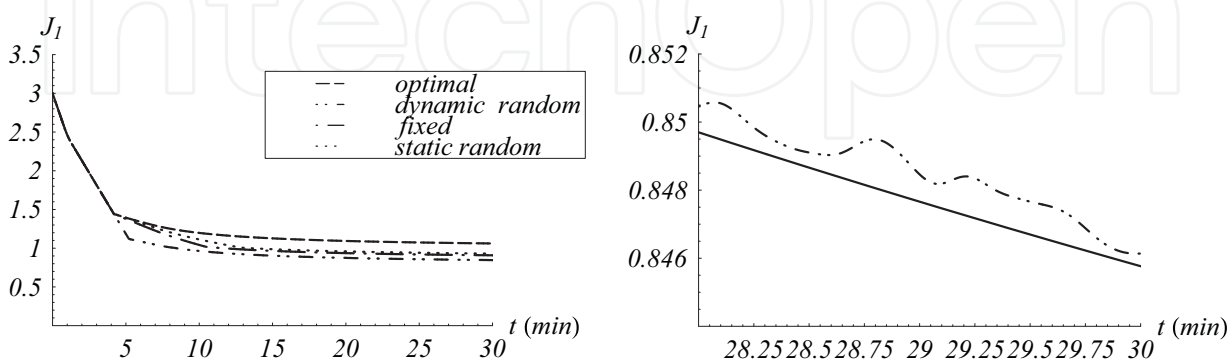 IntechOpen
J1
3.5
3
2.5
2
1.5
1
0.5
optimal
dynamic random
fixed
static random
5 10 15 20 25 30
t (min)
J1
0.852
0.85
0.848
0.846
28.25 28.5 28.75 29 29.25 29.5 29.75 30
t (min)